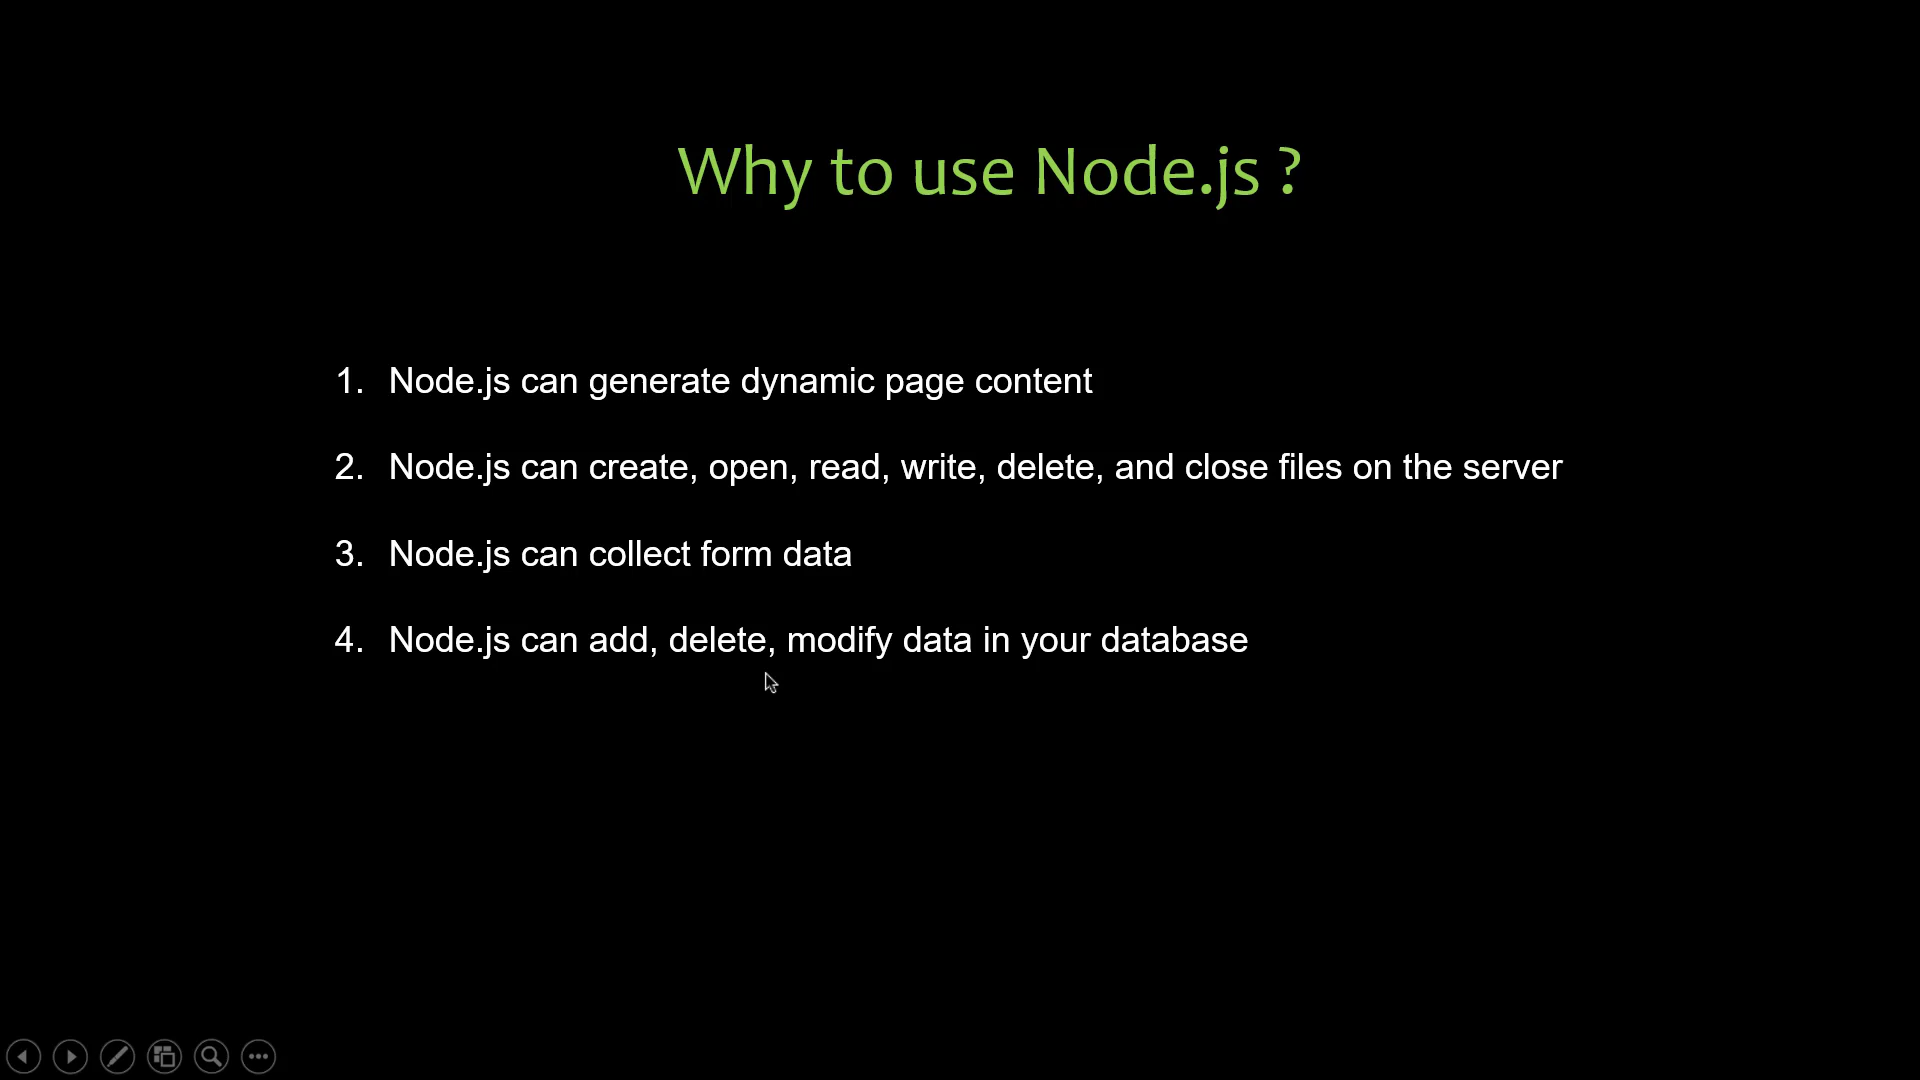 Why to use Node.js ?
1. Node.js can generate dynamic page content
2. Node.js can create, open, read, write, delete, and close files on the server
3. Node.js can collect form data
4. Node.js can add, delete, modify data in your database